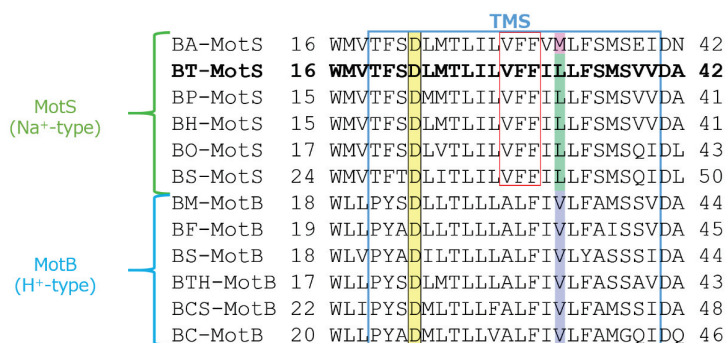 TMS
BA-MotS 16 WMVTFSDLMTLILVFFVMLFSMSEIDN 42
BT-MotS 16 WMVTFSDLMTLILVFFILLFSMSVVDA 42
BP-MotS 15 WMVTFSDMMTLILVFFILLFSMSVVDA 41
BH-MotS 15 WMVTFSDLMTLILVFFILLFSMSVVDA 41
BO-MotS 17 WMVTFSDLVTLILVFFILLFSMSQIDL 43
BS-MotS 24 WMVTFTDLITLILVFFILLFSMSQIDL 50
MotS
(Na⁺-type)
BM-MotB 18 WLLPYSDLLTLLLALFIVLFAMSSVDA 44
BF-MotB 19 WLLPYADLLTLLLALFIVLFAISSVDA 45
BS-MotB 18 WLVPYADILTLLLALFIVLYASSSIDA 44
BTH-MotB 17 WLLPYSDLMTLLLALFIVLFASSAVDA 43
BCS-MotB 22 WLIPYSDMLTLLFALFIVLFAMSSIDA 48
BC-MotB 20 WLLPYADMLTLLVALFIVLFAMGQIDQ 46
MotB
(H⁺-type)